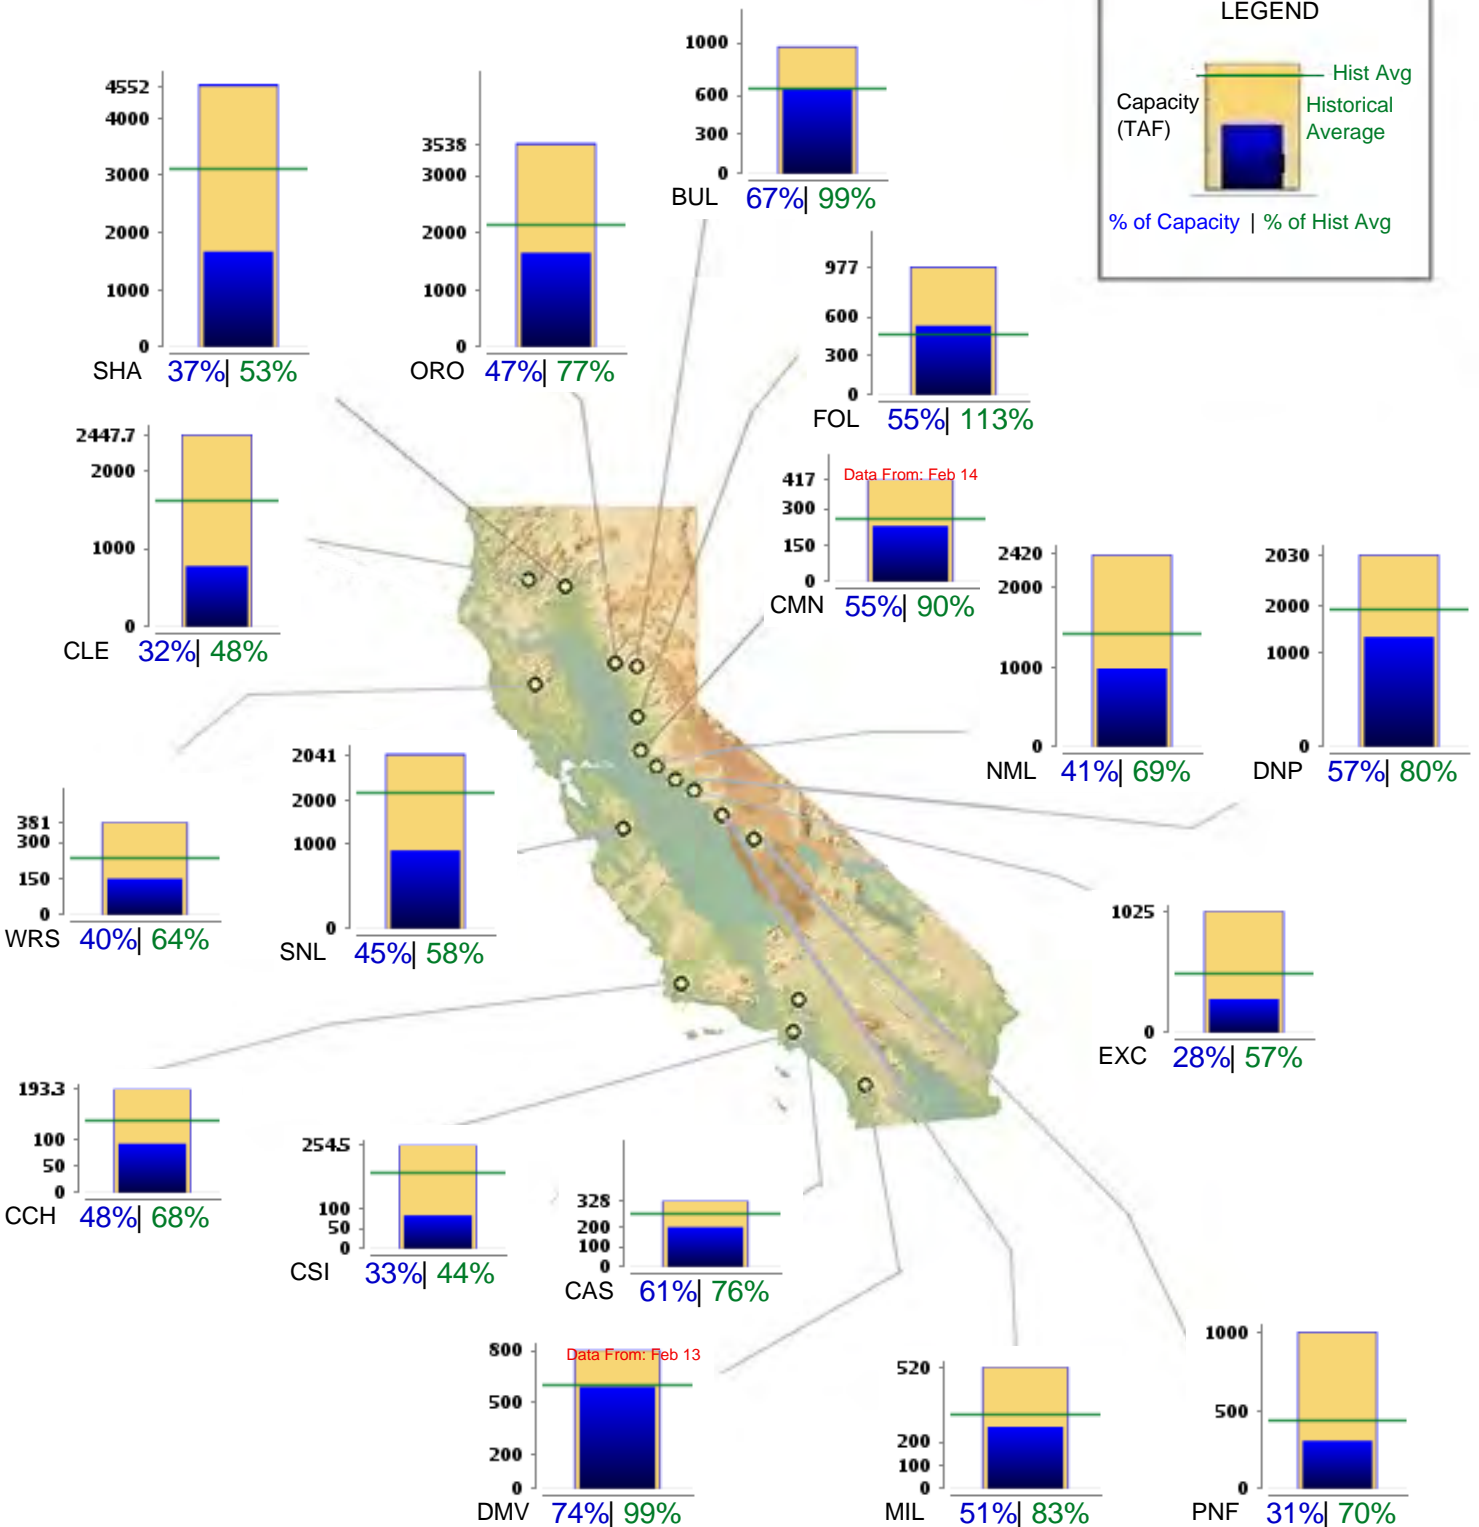 LEGEND
Hist Avg
Capacity
(TAF)
Historical
Average
% of Capacity | % of Hist Avg
1000
600
300
0
BUL 67%| 99%
4552
4000
3000
2000
1000
0
SHA 37%| 53%
3538
3000
2000
1000
0
ORO 47%| 77%
977
600
300
0
FOL 55%| 113%
2447.7
2000
1000
0
CLE 32%| 48%
Data From: Feb 14
417
300
150
0
CMN 55%| 90%
2420
2000
1000
0
NML 41%| 69%
2030
2000
1000
0
DNP 57%| 80%
381
300
150
0
WRS 40%| 64%
2041
2000
1000
0
SNL 45%| 58%
1025
0
EXC 28%| 57%
193.3
100
50
0
CCH 48%| 68%
254.5
100
50
0
CSI 33%| 44%
328
200
100
0
CAS 61%| 76%
800
Data From: Feb 13
500
200
0
DMV 74%| 99%
520
200
100
0
MIL 51%| 83%
1000
500
0
PNF 31%| 70%